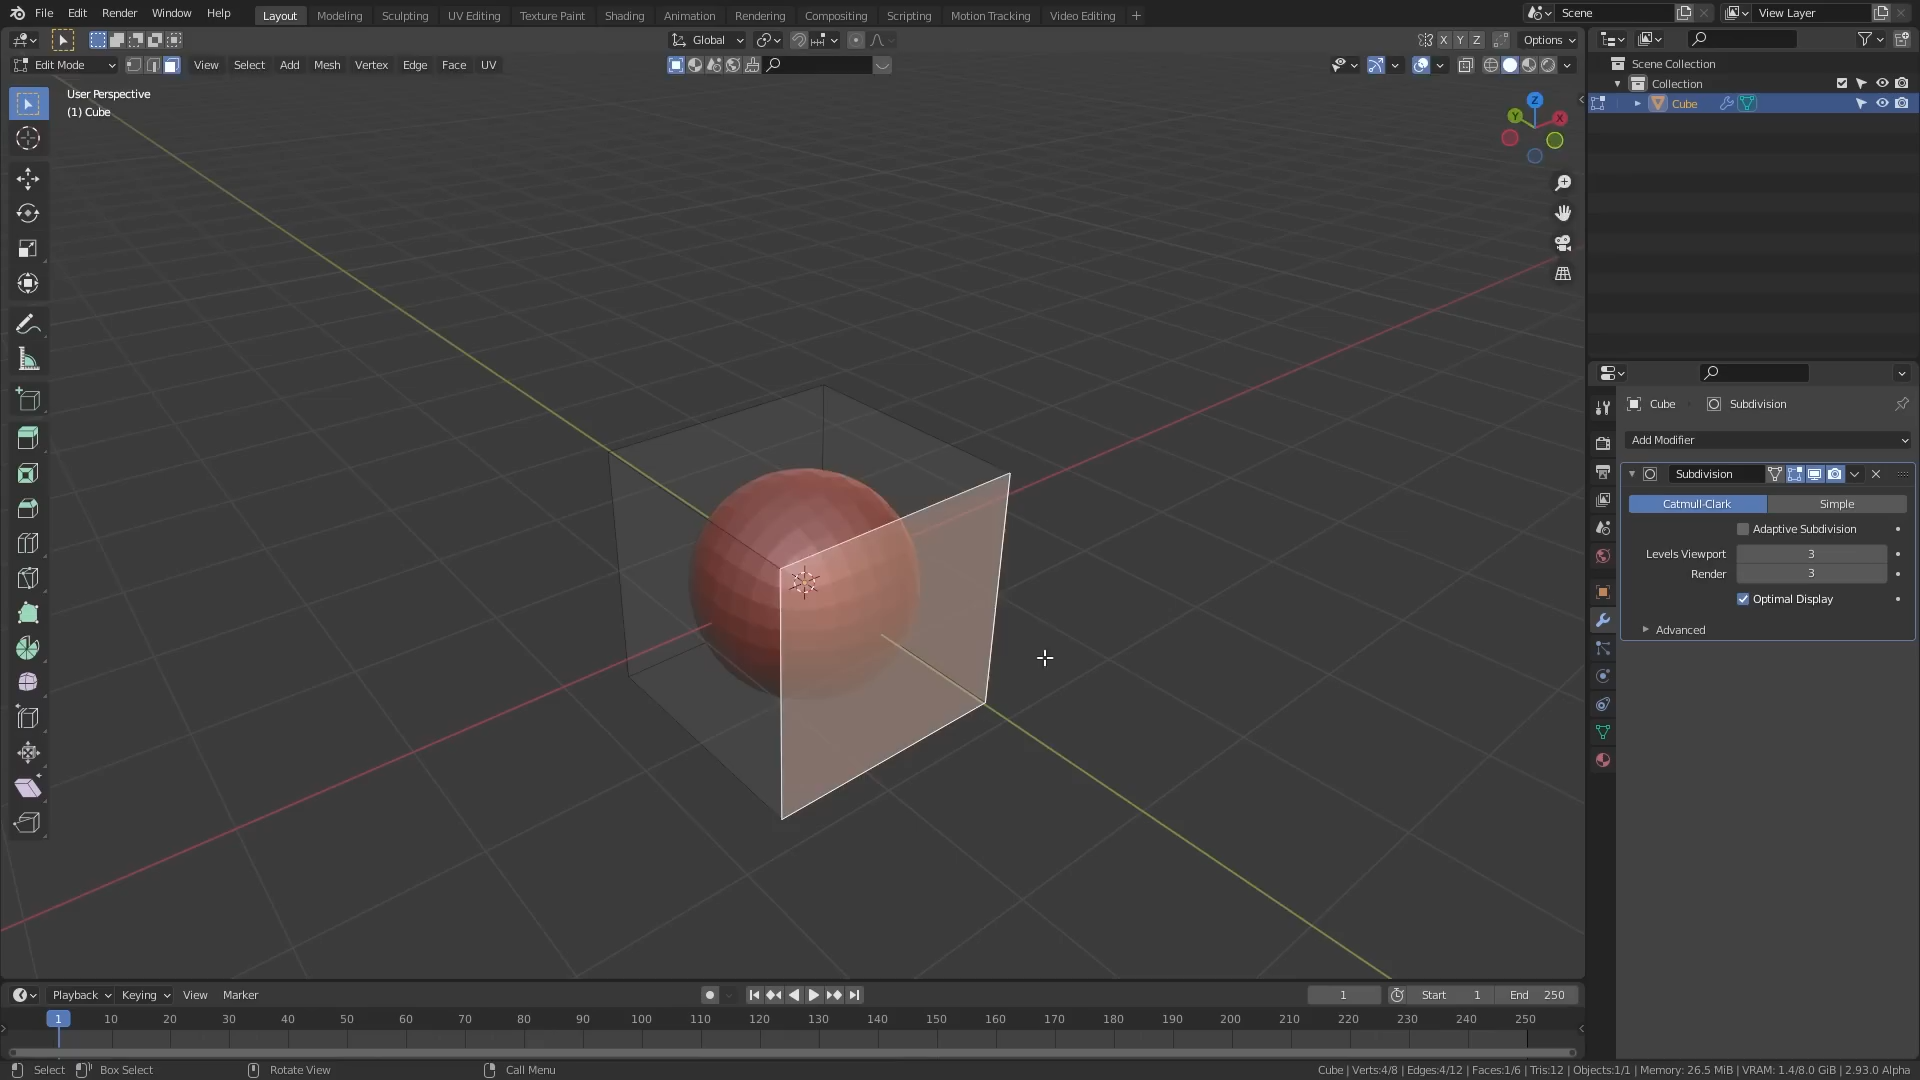 File Edit Render Window Help Layout Modeling Sculpting UV Editing Texture Paint Shading Animation Rendering Compositing Scripting Motion Tracking Video Editing + Scene View Layer
Global X Y Z Options
Edit Mode View Select Add Mesh Vertex Edge Face UV
User Perspective
(1) Cube
Z
Y X
Scene Collection
Collection
Cube
Cube Subdivision
Add Modifier
Subdivision
Catmull-Clark Simple
Adaptive Subdivision
Levels Viewport 3
Render 3
Optimal Display
Advanced
Playback Keying View Marker 1 Start 1 End 250
1 10 20 30 40 50 60 70 80 90 100 110 120 130 140 150 160 170 180 190 200 210 220 230 240 250
Select Box Select Rotate View Call Menu Cube | Verts:4/8 | Edges:4/12 | Faces:1/6 | Tris:12 | Objects:1/1 | Memory: 26.5 MiB | VRAM: 1.4/8.0 GiB | 2.93.0 Alpha